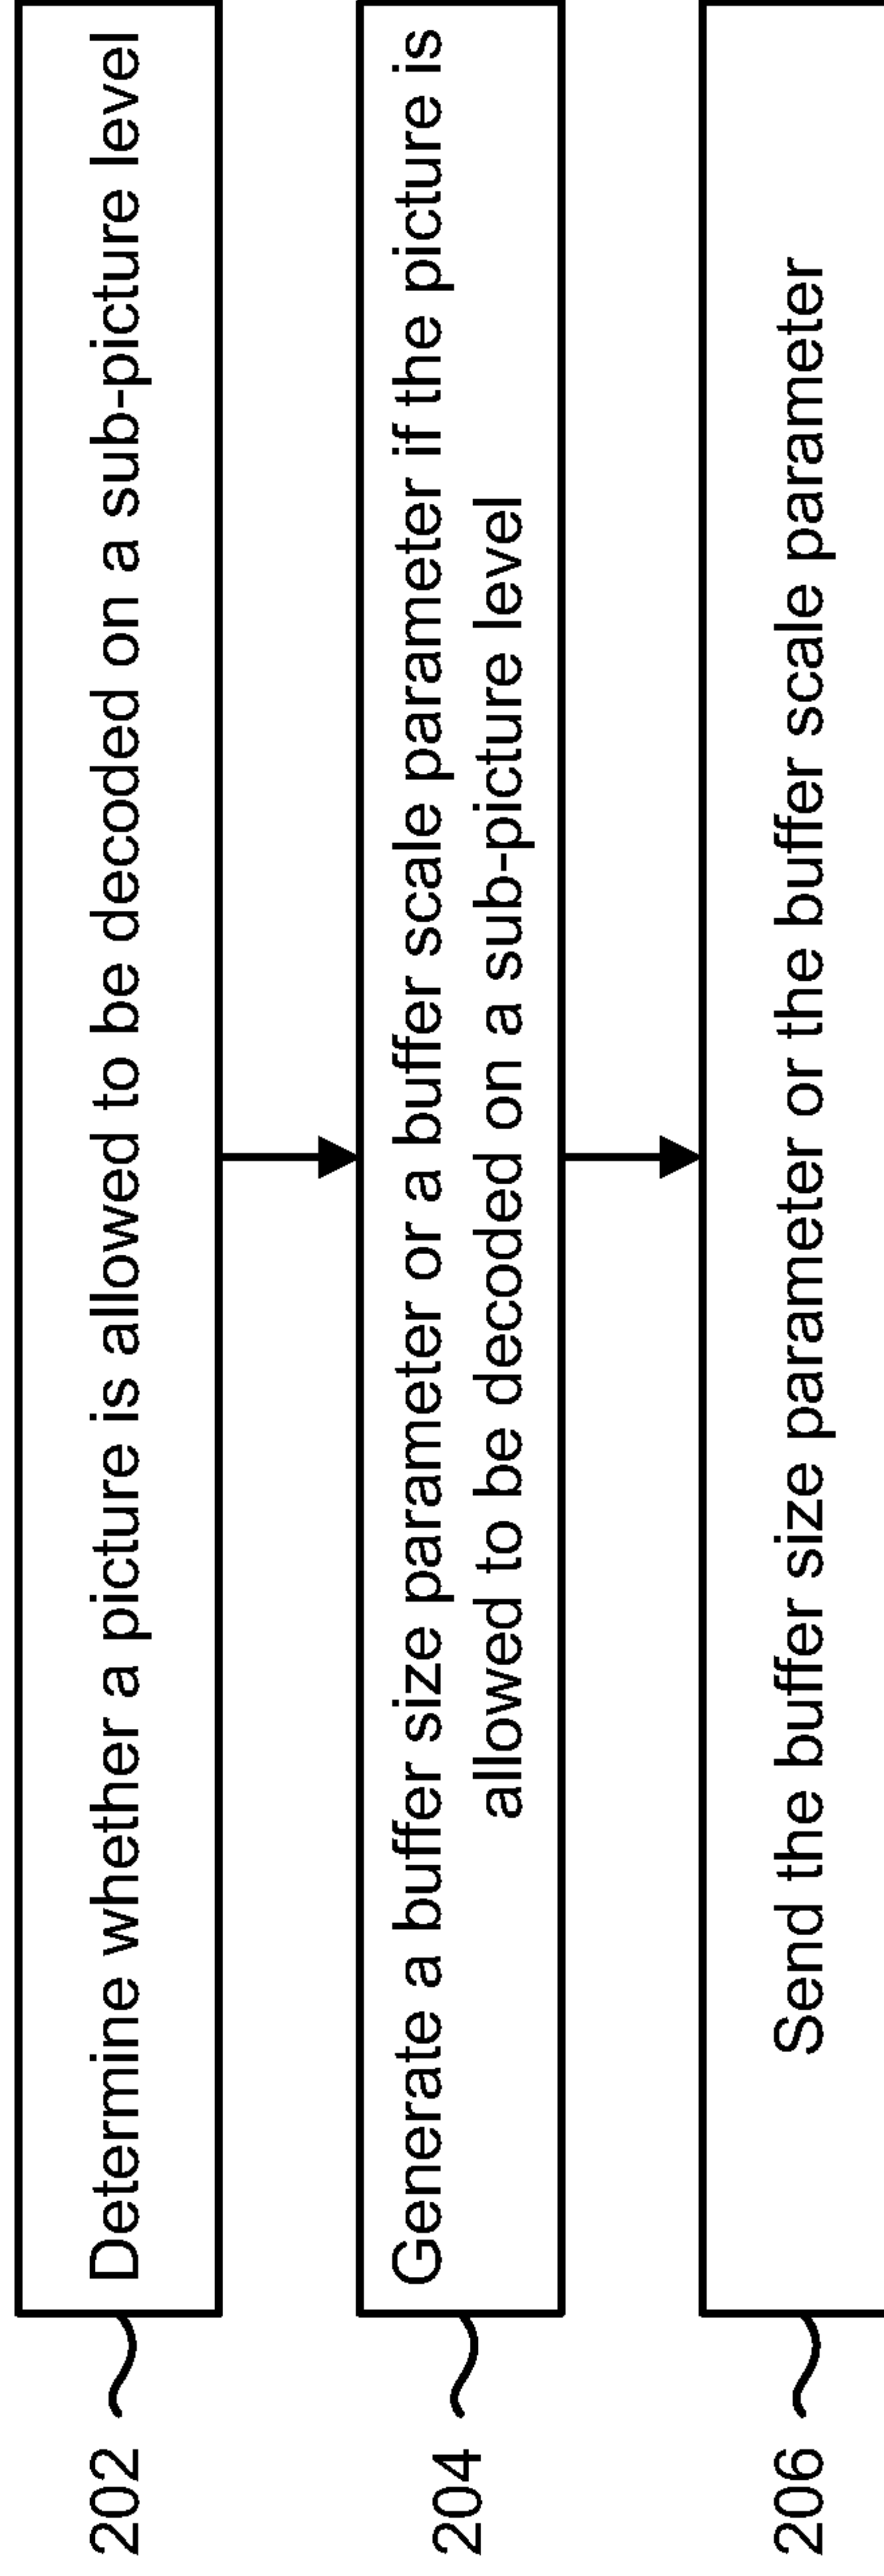 202
Determine whether a picture is allowed to be decoded on a sub-picture level
204
Generate a buffer size parameter or a buffer scale parameter if the picture is
allowed to be decoded on a sub-picture level
206
Send the buffer size parameter or the buffer scale parameter